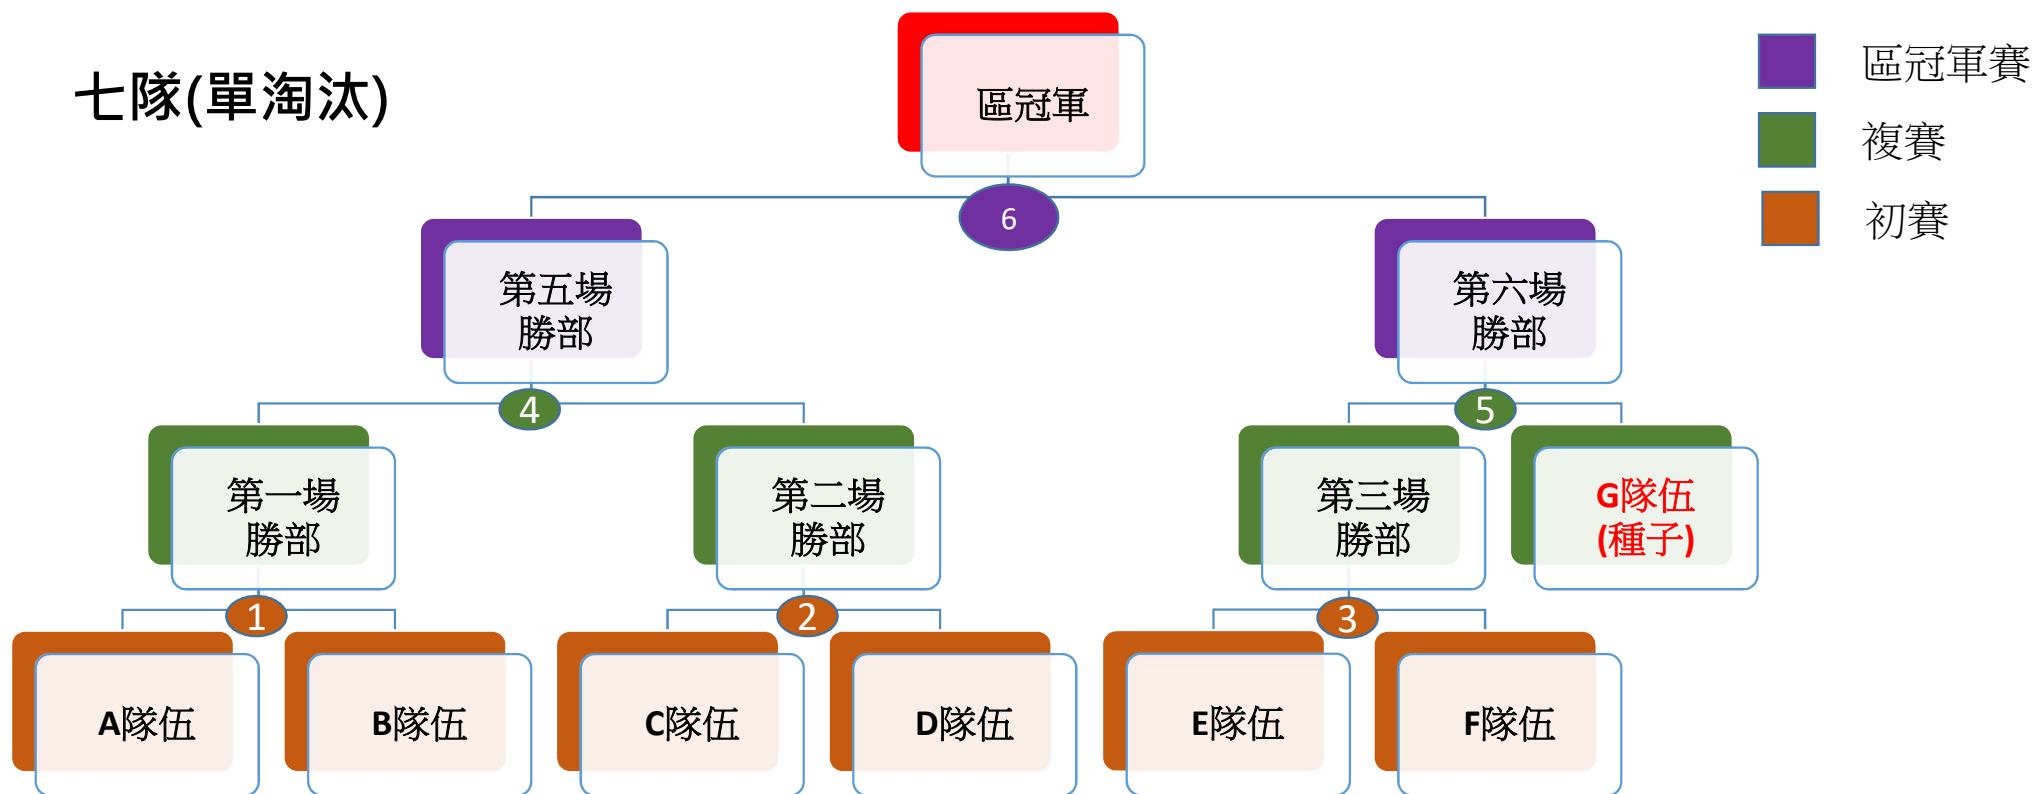 七隊(單淘汰)
區冠軍
區冠軍賽
複賽
初賽
6
第五場
勝部
第六場
勝部
4
5
第一場
勝部
第二場
勝部
第三場
勝部
G隊伍
(種子)
1
2
3
A隊伍
B隊伍
C隊伍
D隊伍
E隊伍
F隊伍